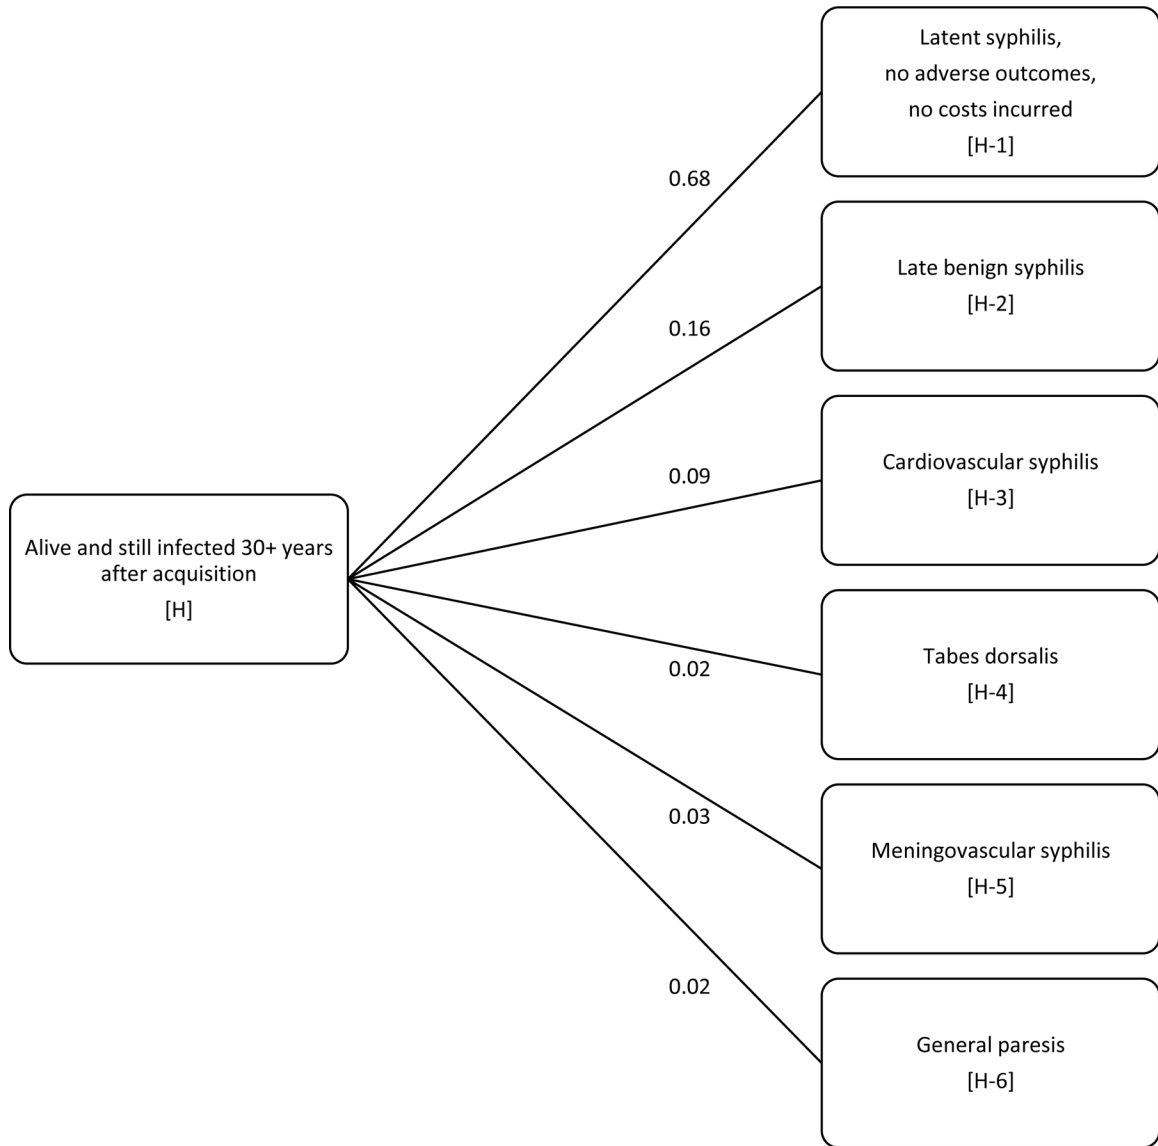 Latent syphilis,
no adverse outcomes,
no costs incurred
[H-1]
0.68
Late benign syphilis
[H-2]
0.16
Cardiovascular syphilis
[H-3]
0.09
Alive and still infected 30+ years
after acquisition
[H]
Tabes dorsalis
[H-4]
0.02
Meningovascular syphilis
[H-5]
0.03
General paresis
[H-6]
0.02